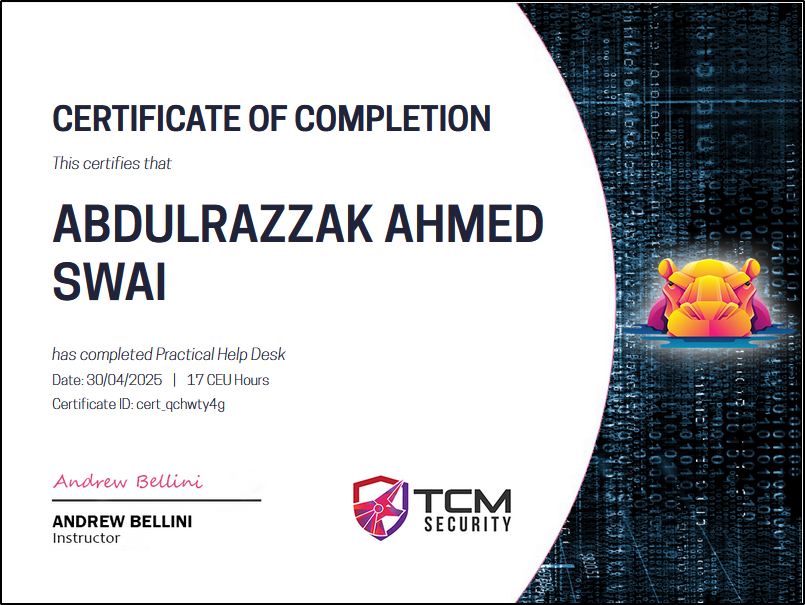 CERTIFICATE OF COMPLETION
This certifies that
ABDULRAZZAK AHMED
SWAI
has completed Practical Help Desk
Date: 30/04/2025 | 17 CEU Hours
Certificate ID: cert_qchwty4g
Andrew Bellini
ANDREW BELLINI
Instructor
TCM
SECURITY